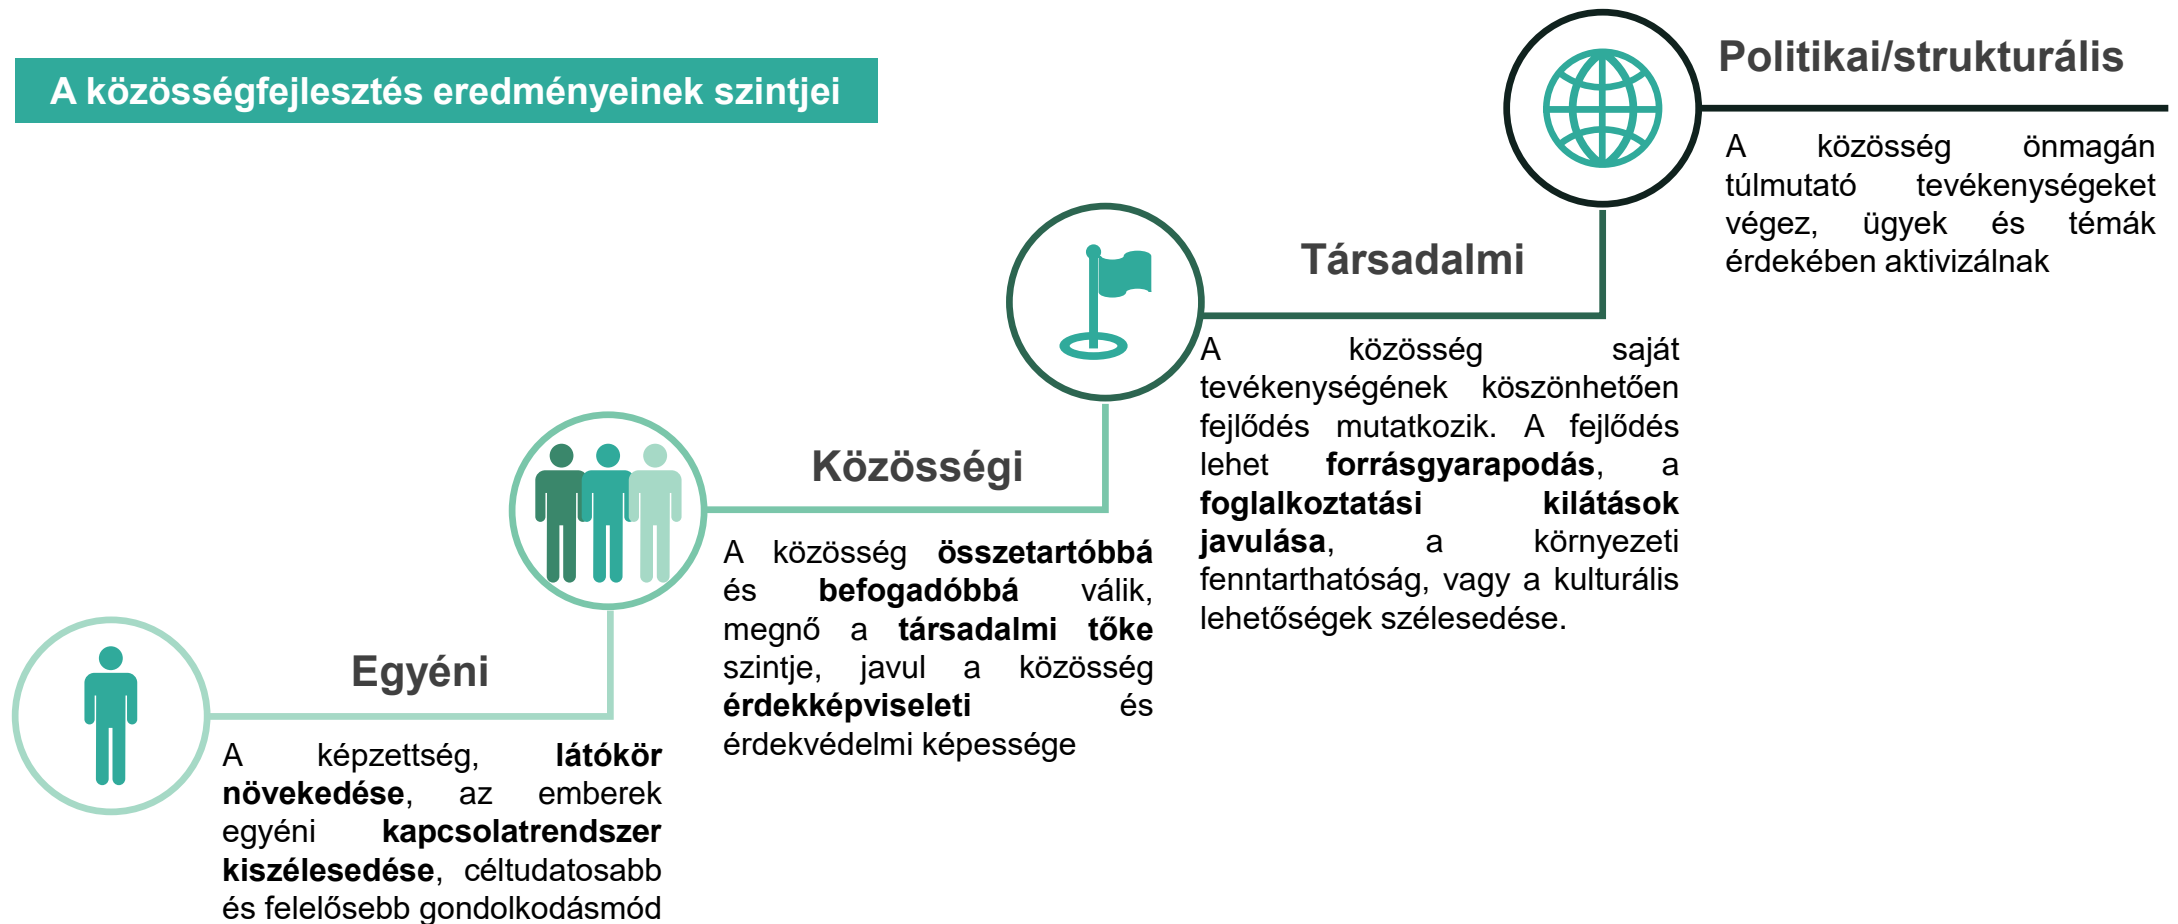 A közösségfejlesztés eredményeinek szintjei
Egyéni
A képzettség, látókör
növekedése, az emberek
egyéni kapcsolatrendszer
kiszélesedése, céltudatosabb
és felelősebb gondolkodásmód
Közösségi
A közösség összetartóbbá
és befogadóbbá válik,
megnő a társadalmi tőke
szintje, javul a közösség
érdekképviseleti és
érdekvédelmi képessége
Társadalmi
A közösség saját
tevékenységének köszönhetően
fejlődés mutatkozik. A fejlődés
lehet forrásgyarapodás, a
foglalkoztatási kilátások
javulása, a környezeti
fenntarthatóság, vagy a kulturális
lehetőségek szélesedése.
Politikai/strukturális
A közösség önmagán
túlmutató tevékenységeket
végez, ügyek és témák
érdekében aktivizálnak